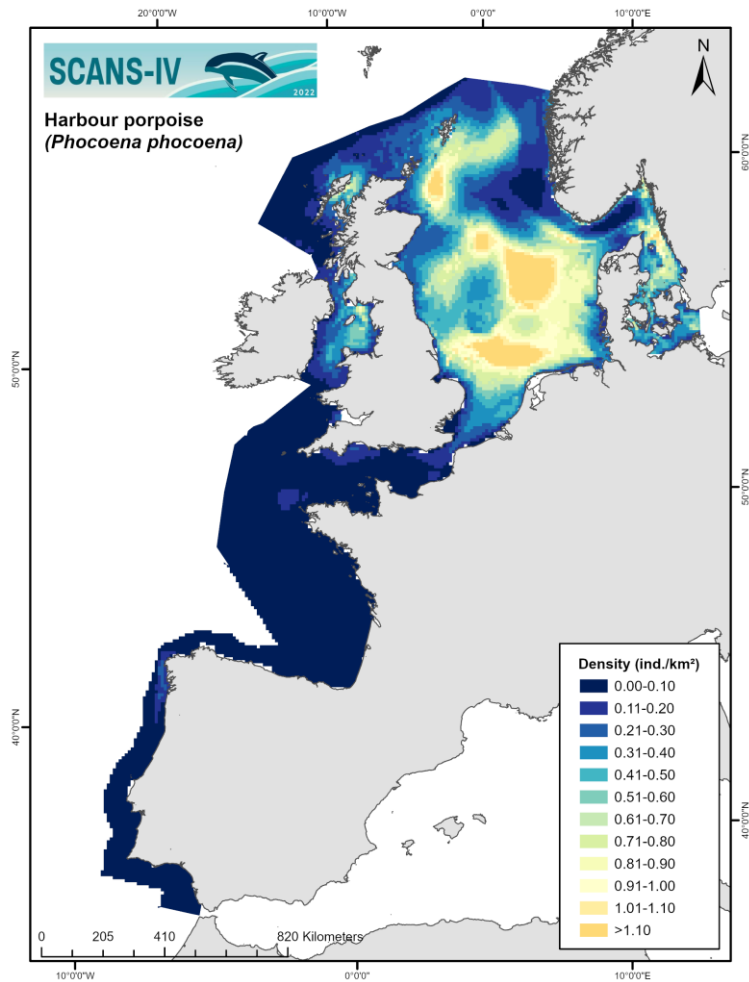 20°0'0"W 10°0'0"W 0°0'0" 10°0'0"E
SCANS-IV
2022
N
Harbour porpoise
(Phocoena phocoena)
60°0'0"N
50°0'0"N
50°0'0"N
40°0'0"N
40°0'0"N
Density (ind./km²)
0.00-0.10
0.11-0.20
0.21-0.30
0.31-0.40
0.41-0.50
0.51-0.60
0.61-0.70
0.71-0.80
0.81-0.90
0.91-1.00
1.01-1.10
>1.10
0 205 410 820 Kilometers
10°0'0"W 0°0'0" 10°0'0"E